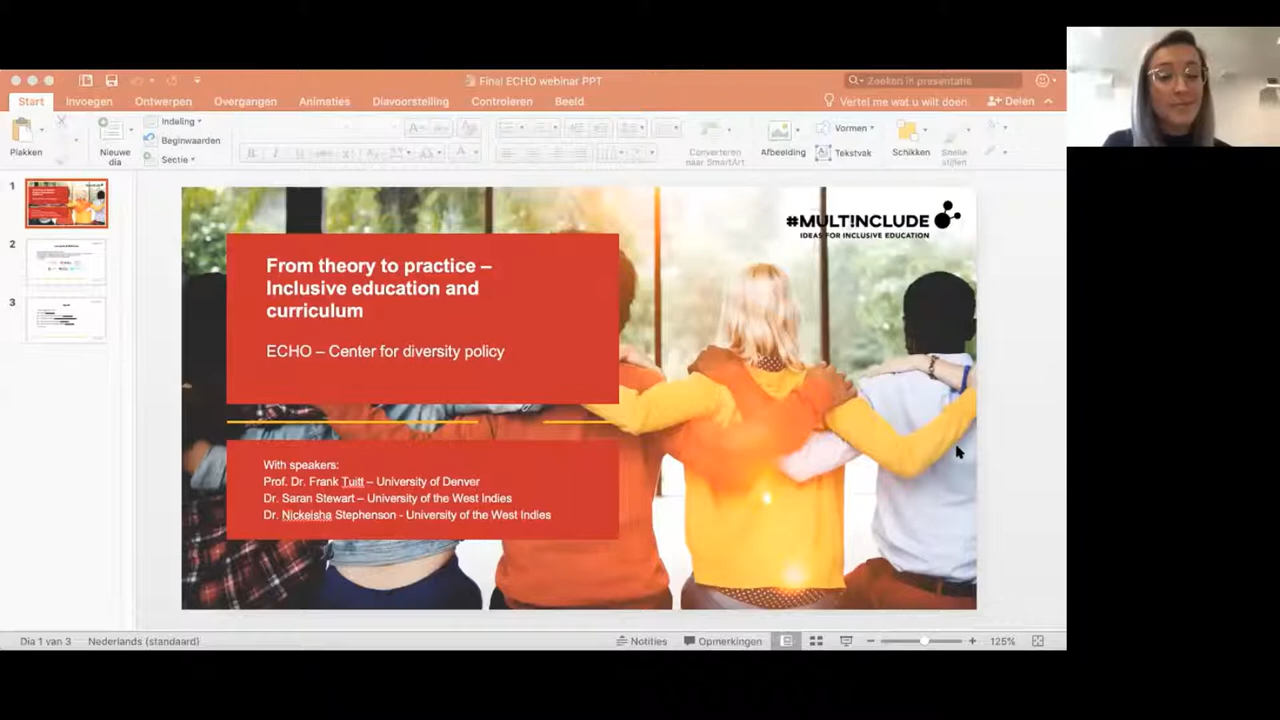 Final ECHO webinar PPT
Zoeken in presentatie
Start Invoegen Ontwerpen Overgangen Animaties Diavoorstelling Controleren Beeld
Vertel me wat u wilt doen
Delen
Plakken
Nieuwe
dia
Indeling
Beginwaarden
Sectie
Converteren
naar SmartArt
Afbeelding
Vormen
Tekstvak
Schikken
Snelle
stijlen
1
2
3
#MULTINCLUDE
IDEAS FOR INCLUSIVE EDUCATION
From theory to practice –
Inclusive education and
curriculum
ECHO – Center for diversity policy
With speakers:
Prof. Dr. Frank Tuitt – University of Denver
Dr. Saran Stewart – University of the West Indies
Dr. Nickeisha Stephenson - University of the West Indies
Dia 1 van 3 Nederlands (standaard) Notities Opmerkingen 125%